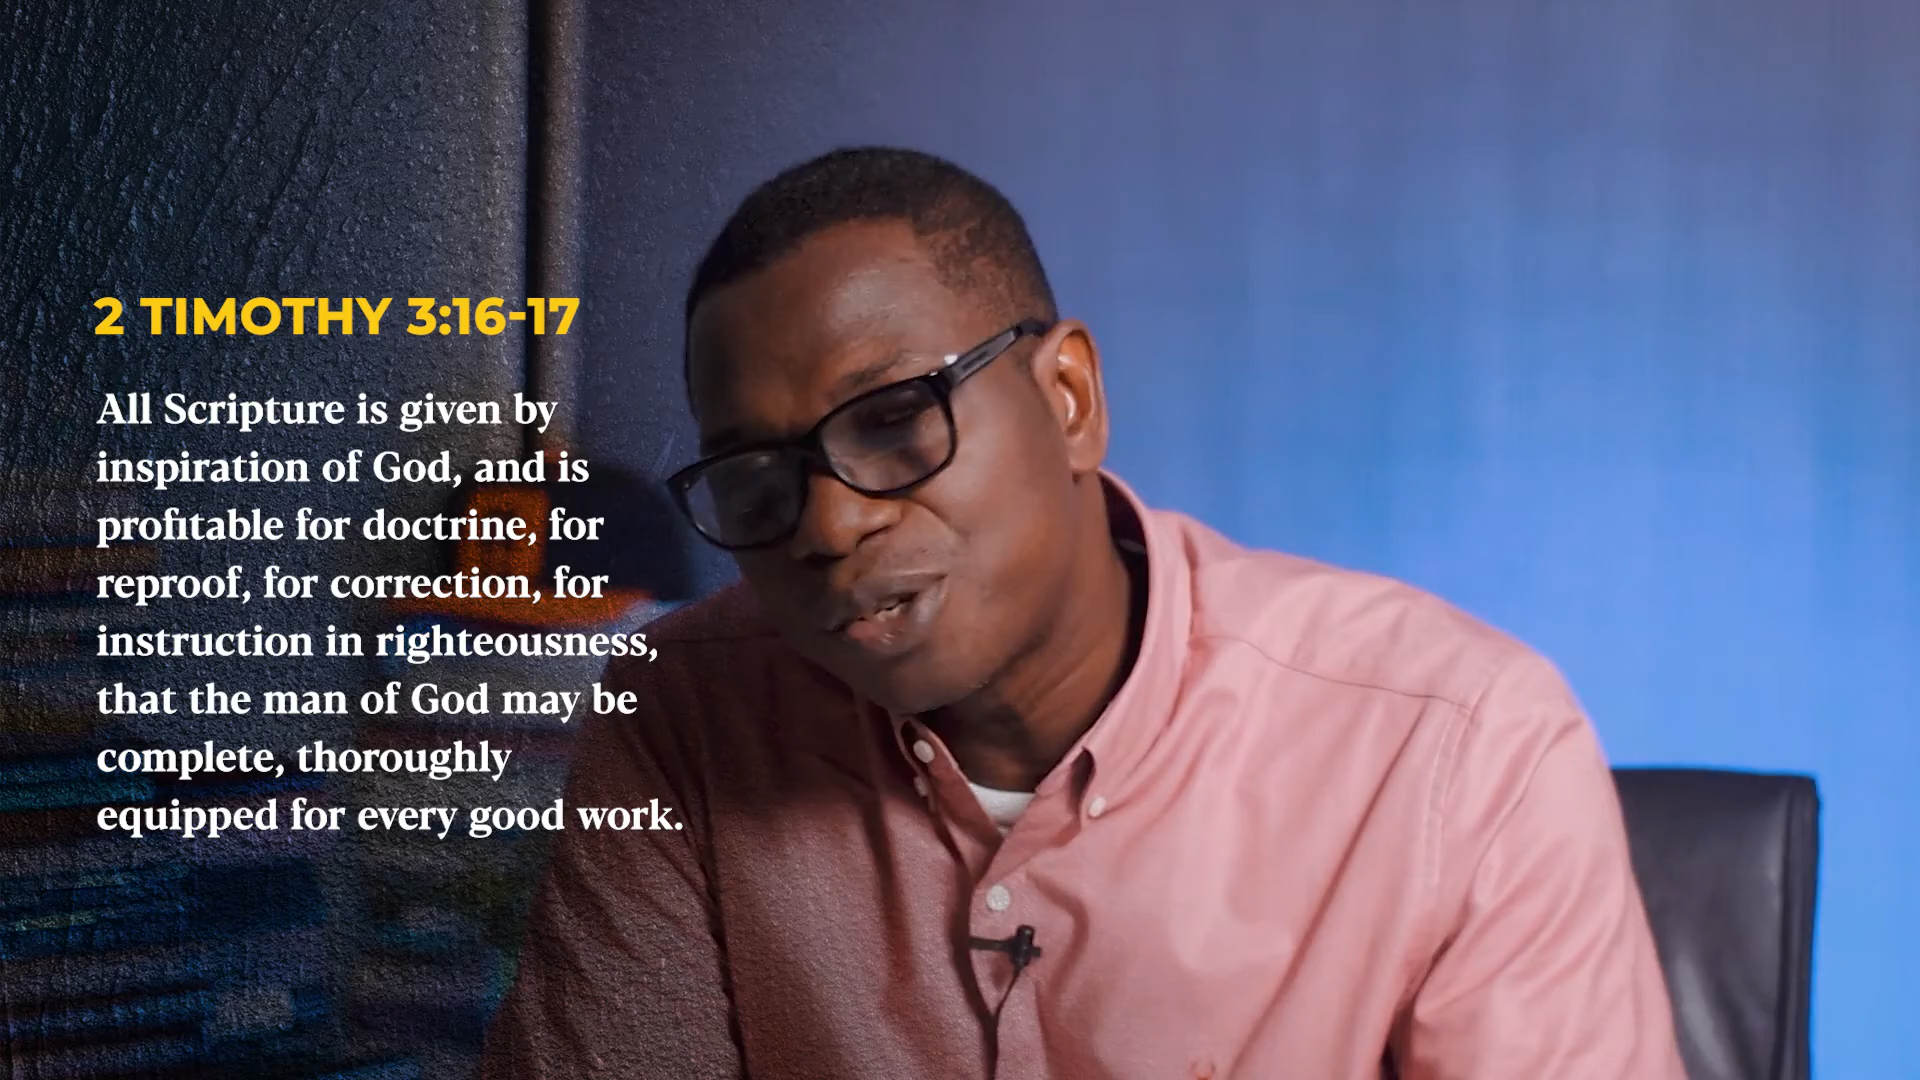 2 TIMOTHY 3:16-17
All Scripture is given by
inspiration of God, and is
profitable for doctrine, for
reproof, for correction, for
instruction in righteousness,
that the man of God may be
complete, thoroughly
equipped for every good work.